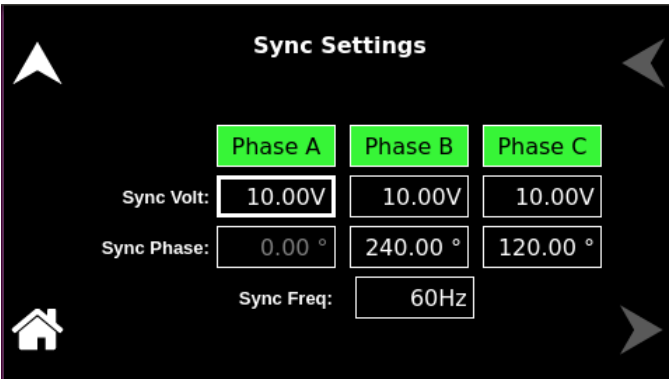 Sync Settings
Phase A Phase B Phase C
Sync Volt: 10.00V 10.00V 10.00V
Sync Phase: 0.00 ° 240.00 ° 120.00 °
Sync Freq: 60Hz